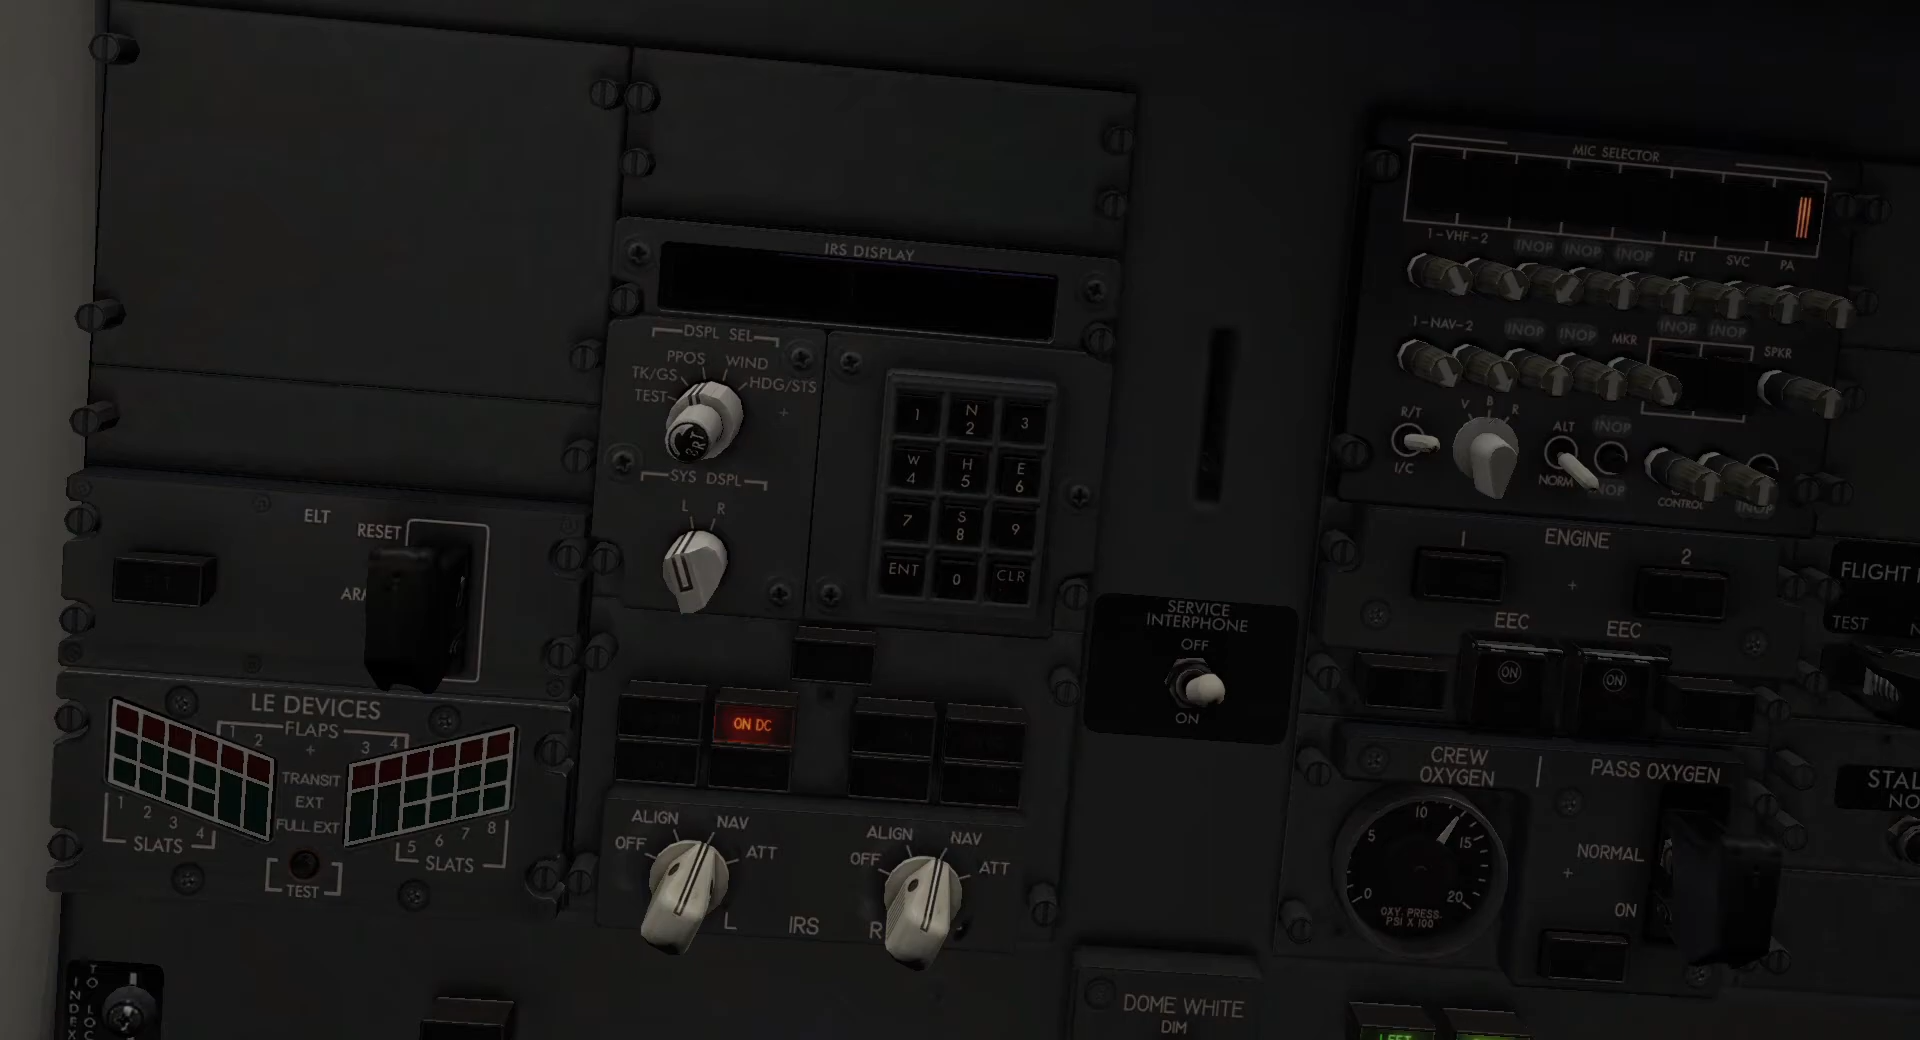 MIC SELECTOR
1-VHF-2
INOP
INOP
INOP
FLT
SVC
PA
1-NAV-2
INOP
INOP
MKR
INOP
INOP
SPKR
R/T
I/C
V
B
R
ALT
NORM
INOP
CONTROL
INOP
IRS DISPLAY
DSPL SEL
PPOS
WIND
TK/GS
HDG/STS
TEST
BRT
SYS DSPL
L
R
1
N
2
3
W
4
H
5
E
6
7
S
8
9
ENT
0
CLR
ELT
RESET
LE DEVICES
FLAPS
1
2
3
4
TRANSIT
EXT
FULL EXT
1
2
3
4
SLATS
5
6
7
8
SLATS
TEST
ON DC
ALIGN
NAV
OFF
ATT
L
IRS
R
ALIGN
NAV
OFF
ATT
SERVICE
INTERPHONE
OFF
ON
ENGINE
1
2
EEC
EEC
ON
ON
CREW
OXYGEN
PASS OXYGEN
0
5
10
15
20
OXY. PRESS.
PSI X 100
NORMAL
ON
FLIGHT
TEST
DOME WHITE
DIM
LEFT